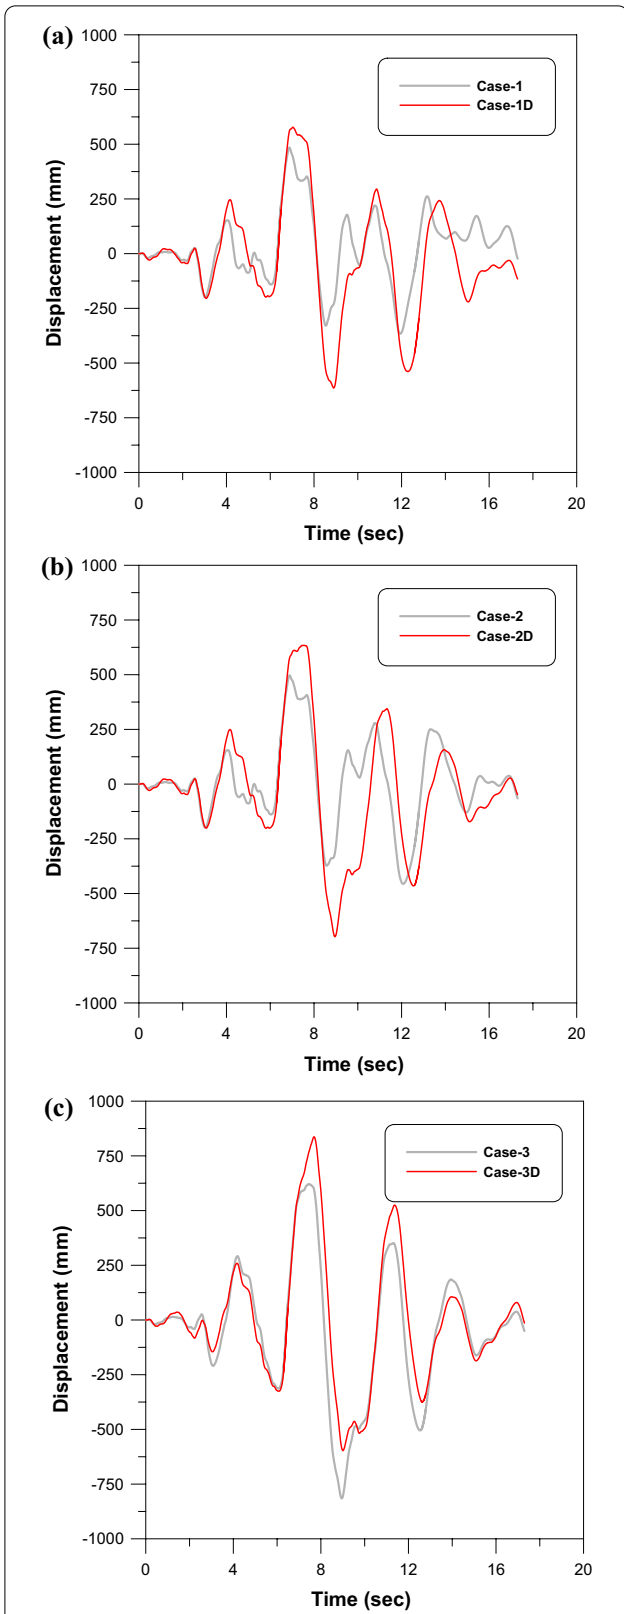 (a)
1000
750
500
250
0
-250
-500
-750
-1000
Displacement (mm)
Case-1
Case-1D
0 4 8 12 16 20
Time (sec)
(b)
1000
750
500
250
0
-250
-500
-750
-1000
Displacement (mm)
Case-2
Case-2D
0 4 8 12 16 20
Time (sec)
(c)
1000
750
500
250
0
-250
-500
-750
-1000
Displacement (mm)
Case-3
Case-3D
0 4 8 12 16 20
Time (sec)